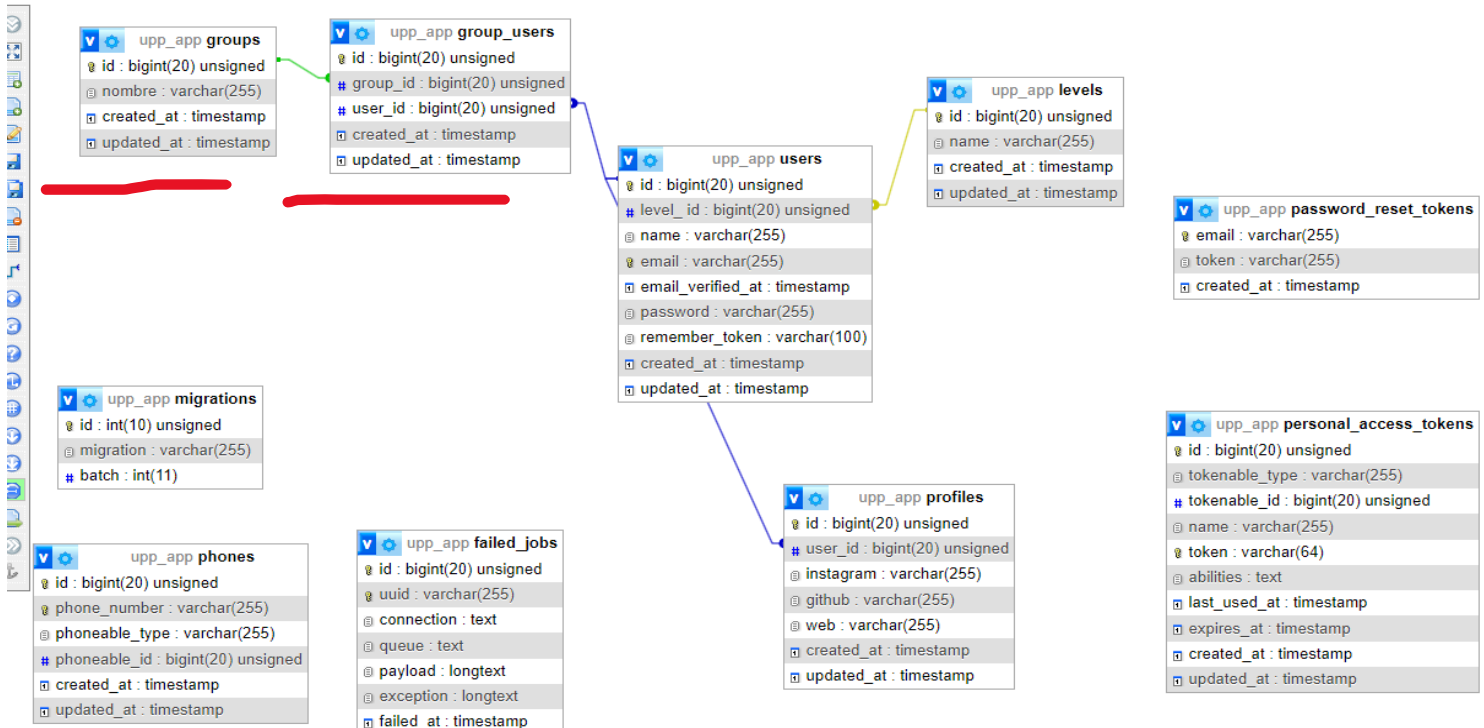 upp_app groups
id : bigint(20) unsigned
nombre : varchar(255)
created_at : timestamp
updated_at : timestamp
upp_app group_users
id : bigint(20) unsigned
# group_id : bigint(20) unsigned
# user_id : bigint(20) unsigned
created_at : timestamp
updated_at : timestamp
upp_app levels
id : bigint(20) unsigned
name : varchar(255)
created_at : timestamp
updated_at : timestamp
upp_app users
id : bigint(20) unsigned
# level_ id : bigint(20) unsigned
name : varchar(255)
email : varchar(255)
email_verified_at : timestamp
password : varchar(255)
remember_token : varchar(100)
created_at : timestamp
updated_at : timestamp
upp_app password_reset_tokens
email : varchar(255)
token : varchar(255)
created_at : timestamp
upp_app migrations
id : int(10) unsigned
migration : varchar(255)
# batch : int(11)
upp_app personal_access_tokens
id : bigint(20) unsigned
tokenable_type : varchar(255)
# tokenable_id : bigint(20) unsigned
name : varchar(255)
token : varchar(64)
abilities : text
last_used_at : timestamp
expires_at : timestamp
created_at : timestamp
updated_at : timestamp
upp_app profiles
id : bigint(20) unsigned
# user_id : bigint(20) unsigned
instagram : varchar(255)
github : varchar(255)
web : varchar(255)
created_at : timestamp
updated_at : timestamp
upp_app phones
id : bigint(20) unsigned
phone_number : varchar(255)
phoneable_type : varchar(255)
# phoneable_id : bigint(20) unsigned
created_at : timestamp
updated_at : timestamp
upp_app failed_jobs
id : bigint(20) unsigned
uuid : varchar(255)
connection : text
queue : text
payload : longtext
exception : longtext
failed_at : timestamp